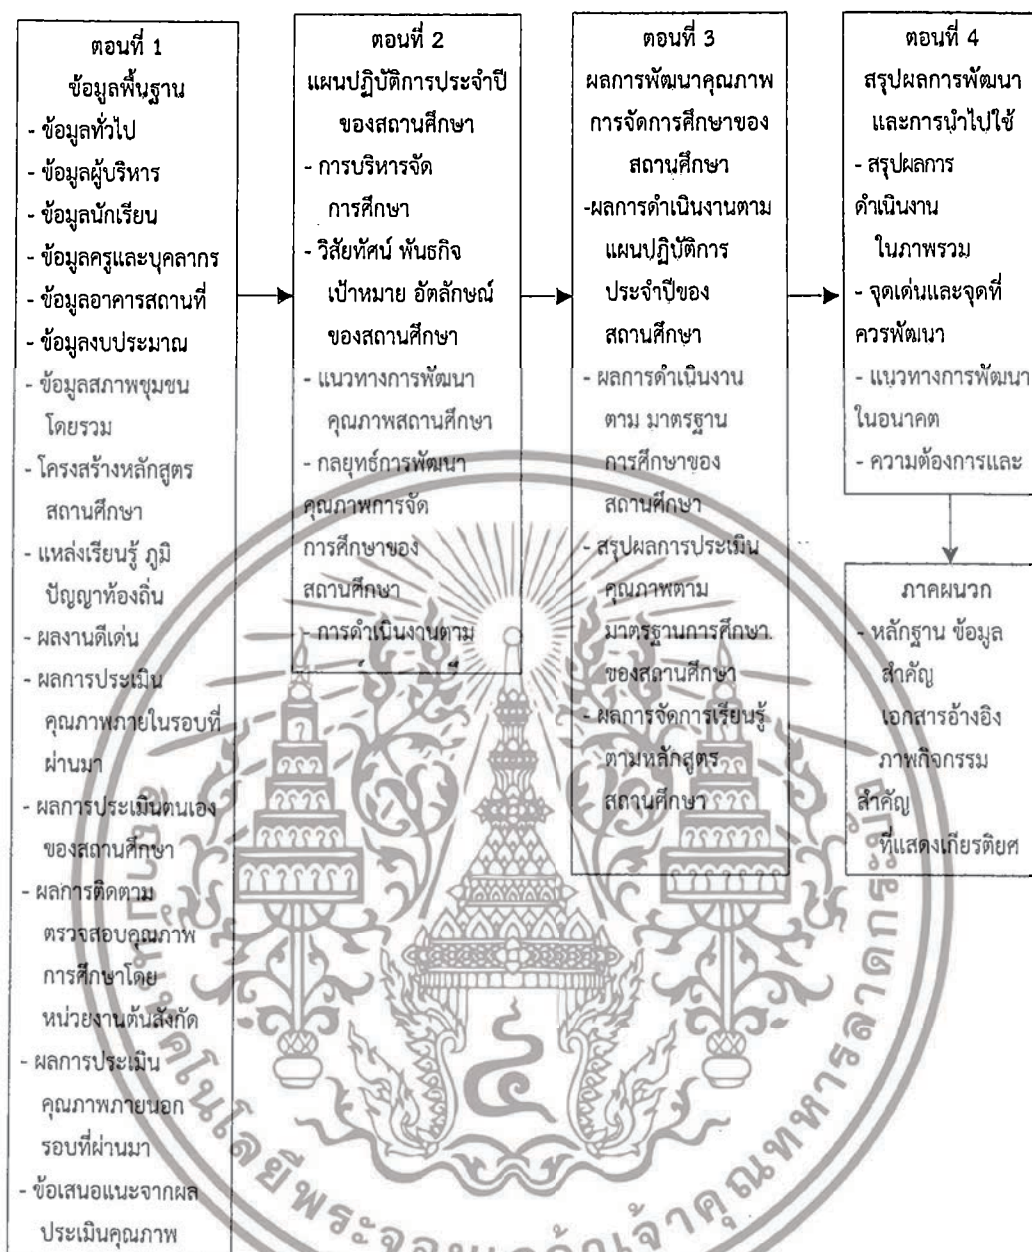 ตอนที่ 1
ข้อมูลพื้นฐาน
- ข้อมูลทั่วไป
- ข้อมูลผู้บริหาร
- ข้อมูลนักเรียน
- ข้อมูลครูและบุคลากร
- ข้อมูลอาคารสถานที่
- ข้อมูลงบประมาณ
- ข้อมูลสภาพชุมชน
โดยรวม
- โครงสร้างหลักสูตร
สถานศึกษา
- แหล่งเรียนรู้ ภูมิ
ปัญญาท้องถิ่น
- ผลงานดีเด่น
- ผลการประเมิน
คุณภาพภายในรอบที่
ผ่านมา
- ผลการประเมินตนเอง
ของสถานศึกษา
- ผลการติดตาม
ตรวจสอบคุณภาพ
การศึกษาโดย
หน่วยงานต้นสังกัด
- ผลการประเมิน
คุณภาพภายนอก
รอบที่ผ่านมา
- ข้อเสนอแนะจากผล
ประเมินคุณภาพ
ตอนที่ 2
แผนปฏิบัติการประจำปี
ของสถานศึกษา
- การบริหารจัด
การศึกษา
- วิสัยทัศน์ พันธกิจ
เป้าหมาย อัตลักษณ์
ของสถานศึกษา
- แนวทางการพัฒนา
คุณภาพสถานศึกษา
- กลยุทธ์การพัฒนา
คุณภาพการจัด
การศึกษาของ
สถานศึกษา
- การดำเนินงานตาม
ตอนที่ 3
ผลการพัฒนาคุณภาพ
การจัดการศึกษาของ
สถานศึกษา
-ผลการดำเนินงานตาม
แผนปฏิบัติการ
ประจำปีของ
สถานศึกษา
- ผลการดำเนินงาน
ตาม มาตรฐาน
การศึกษาของ
สถานศึกษา
- สรุปผลการประเมิน
คุณภาพตาม
มาตรฐานการศึกษา
ของสถานศึกษา
- ผลการจัดการเรียนรู้
ตามหลักสูตร
สถานศึกษา
ตอนที่ 4
สรุปผลการพัฒนา
และการนำไปใช้
- สรุปผลการ
ดำเนินงาน
ในภาพรวม
- จุดเด่นและจุดที่
ควรพัฒนา
- แนวทางการพัฒนา
ในอนาคต
- ความต้องการและ
ภาคผนวก
- หลักฐาน ข้อมูล
สำคัญ
เอกสารอ้างอิง
ภาพกิจกรรม
สำคัญ
ที่แสดงเกียรติยศ